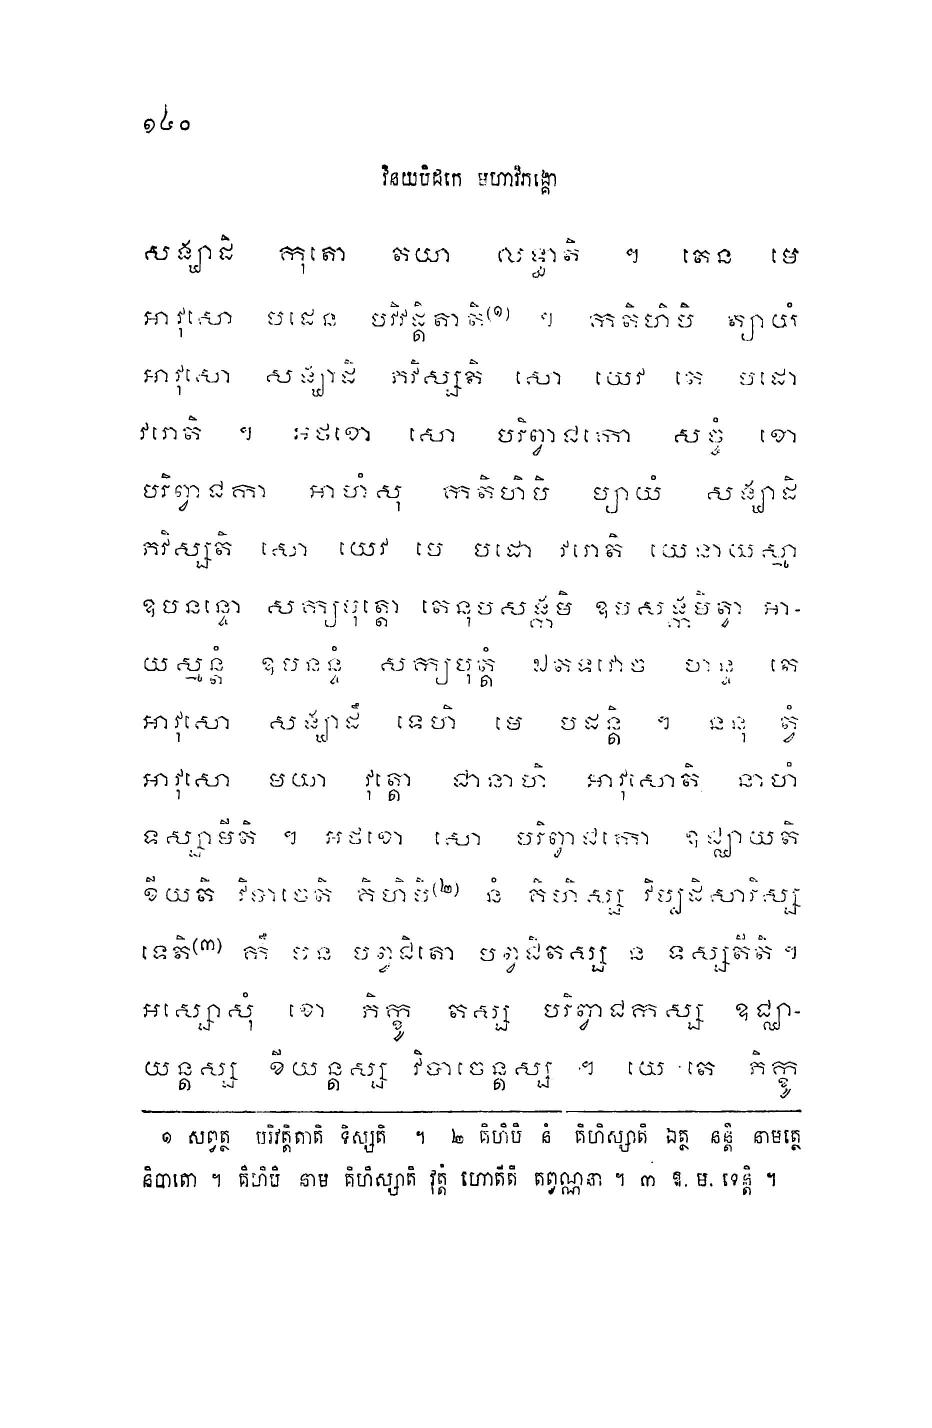 ១៤០
វិនយបិដកេ មហាវិភង្គោ
សង្ឃាដិ កុតោ តយា លទ្ធាតិ ។ តេន មេ
អាវុសោ បដេន បរិវដ្តិតាតិ(១) ។ កតិហិបិ ត្យាយំ
អាវុសោ សង្ឃាដិ ភវិស្សតិ សោ យេវ តេ បដោ
វរោតិ ។ អថខោ សោ បរិព្វាជកោ សច្ចំ ខោ
បរិព្វាជកា អាហំសុ កតិហិបិ ប្យាយំ សង្ឃាដិ
ភវិស្សតិ សោ យេវ មេ បដោ វរោតិ យេនាយស្មា
ឧបនន្ទោ សក្យបុត្តោ តេនុបសង្កមិ ឧបសង្កមិត្វា អា-
យស្មន្តំ ឧបនន្ទំ សក្យបុត្តំ ឯតទវោច ហន្ទ តេ
អាវុសោ សង្ឃាដិំ ទេហិ មេ បដន្តិ ។ ននុ ត្វំ
អាវុសោ មយា វុត្តោ ជានាហិ អាវុសោតិ នាហំ
ទស្សាមីតិ ។ អថខោ សោ បរិព្វាជកោ ឧជ្ឈាយតិ
ខីយតិ វិបាចេតិ គិហិបិ(២) នំ គិហិស្ស វិប្បដិសារិស្ស
ទេតិ(៣) កិំ បន បព្វជិតោ បព្វជិតស្ស ន ទស្សតីតិ ។
អស្សោសុំ ខោ ភិក្ខូ តស្ស បរិព្វាជកស្ស ឧជ្ឈា-
យន្តស្ស ខីយន្តស្ស វិបាចេន្តស្ស ។ យេ តេ ភិក្ខូ
១ សព្វត្ថ បរិវត្តិតាតិ ទិស្សតិ ។ ២ គិហិបិ នំ គិហិស្សាតិ ឯត្ថ នន្តិ នាមត្ថេ
និបាតោ ។ គិហិបិ នាម គិហិស្សាតិ វុត្តំ ហោតីតិ តព្វណ្ណនា ។ ៣ ឱ. ម. ទេន្តិ ។